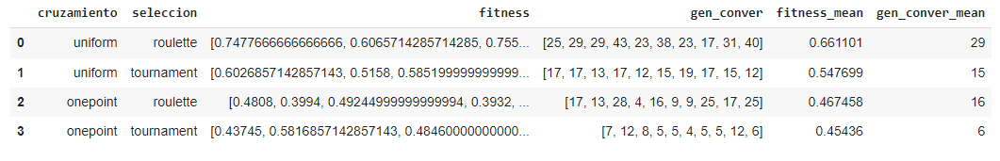 cruzamiento seleccion fitness gen_conver fitness_mean gen_conver_mean
0 uniform roulette [0.7477666666666666, 0.6065714285714285, 0.755... [25, 29, 29, 43, 23, 38, 23, 17, 31, 40] 0.661101 29
1 uniform tournament [0.6026857142857143, 0.5158, 0.585199999999999... [17, 17, 13, 17, 12, 15, 19, 17, 15, 12] 0.547699 15
2 onepoint roulette [0.4808, 0.3994, 0.49244999999999994, 0.3932, ... [17, 13, 28, 4, 16, 9, 9, 25, 17, 25] 0.467458 16
3 onepoint tournament [0.43745, 0.5816857142857143, 0.48460000000000... [7, 12, 8, 5, 5, 4, 5, 5, 12, 6] 0.45436 6